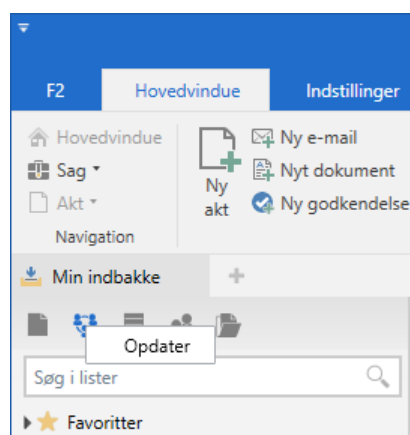 F2 Hovedvindue Indstillinger
Hovedvindue
Sag
Akt
Navigation
Ny
akt
Ny e-mail
Nyt dokument
Ny godkendelse
Min indbakke
Opdater
Søg i lister
Favoritter